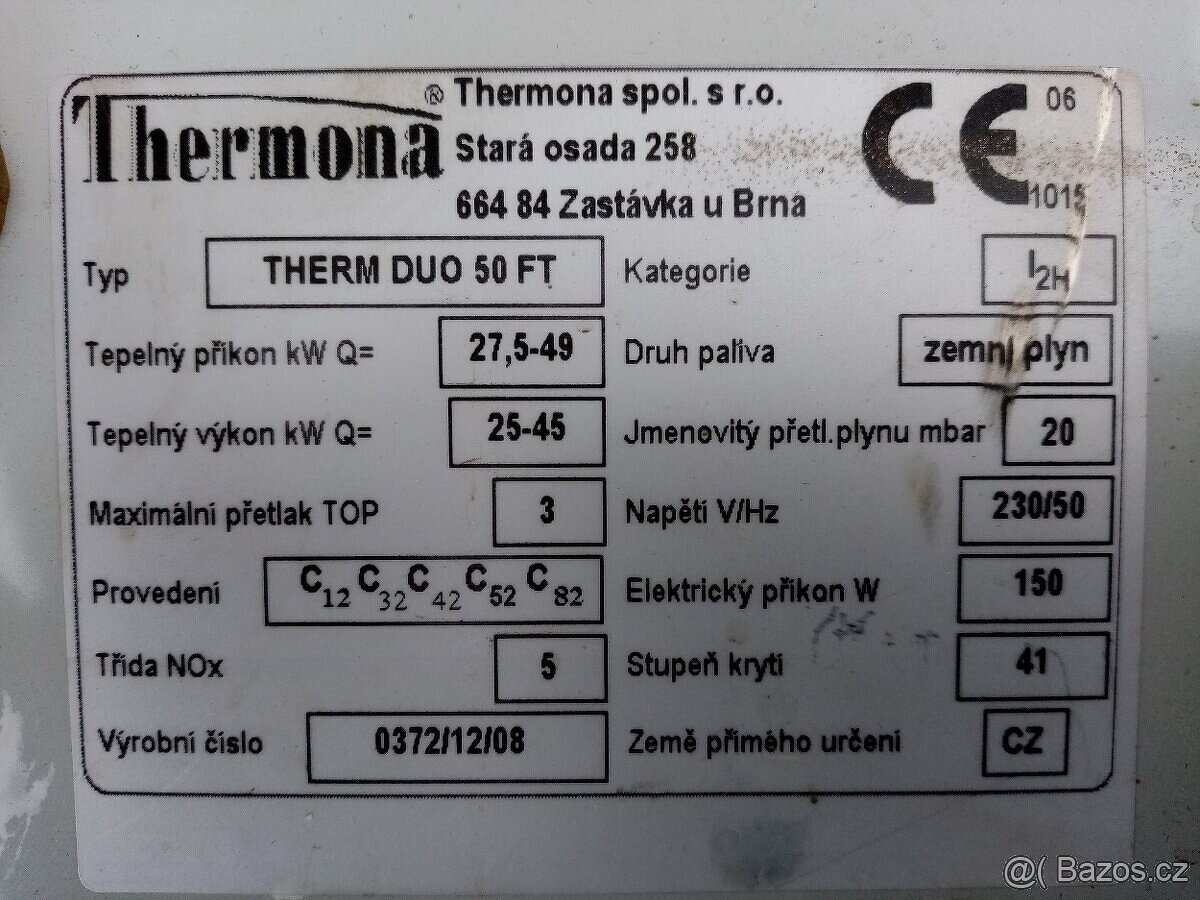 Thermona ® Thermona spol. s r.o.
Stará osada 258
664 84 Zastávka u Brna
CE 06
1015
Typ THERM DUO 50 FT Kategorie I2H
Tepelný příkon kW Q= 27,5-49 Druh paliva zemní plyn
Tepelný výkon kW Q= 25-45 Jmenovitý přetl.plynu mbar 20
Maximální přetlak TOP 3 Napětí V/Hz 230/50
Provedení C12 C32 C42 C52 C82 Elektrický příkon W 150
Třída NOx 5 Stupeň krytí 41
Výrobní číslo 0372/12/08 Země přímého určení CZ
@( Bazos.cz